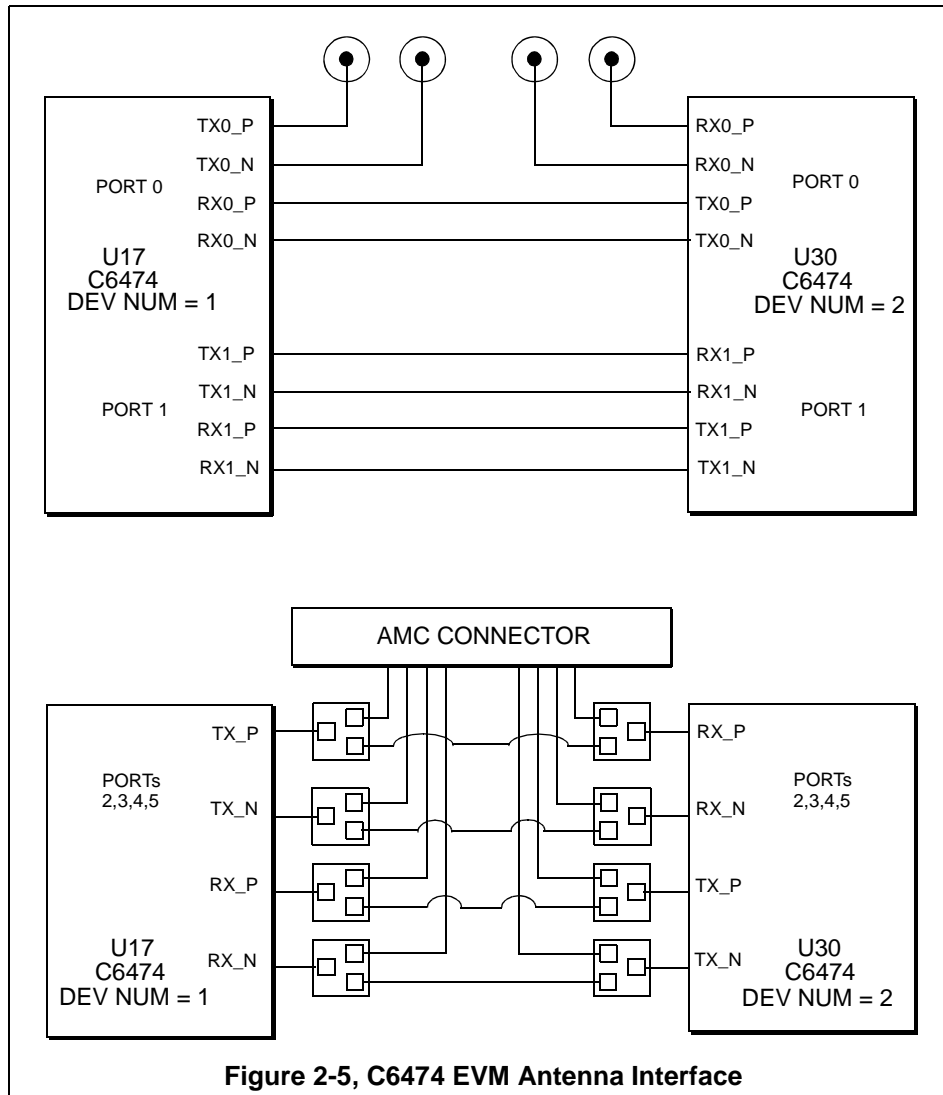 TX0_P
TX0_N
PORT 0
RX0_P
RX0_N
U17
C6474
DEV NUM = 1
TX1_P
TX1_N
PORT 1
RX1_P
RX1_N
RX0_P
RX0_N
PORT 0
TX0_P
TX0_N
U30
C6474
DEV NUM = 2
RX1_P
RX1_N
PORT 1
TX1_P
TX1_N
AMC CONNECTOR
TX_P
PORTs
2,3,4,5
TX_N
RX_P
RX_N
U17
C6474
DEV NUM = 1
RX_P
PORTs
2,3,4,5
RX_N
TX_P
TX_N
U30
C6474
DEV NUM = 2
Figure 2-5, C6474 EVM Antenna Interface